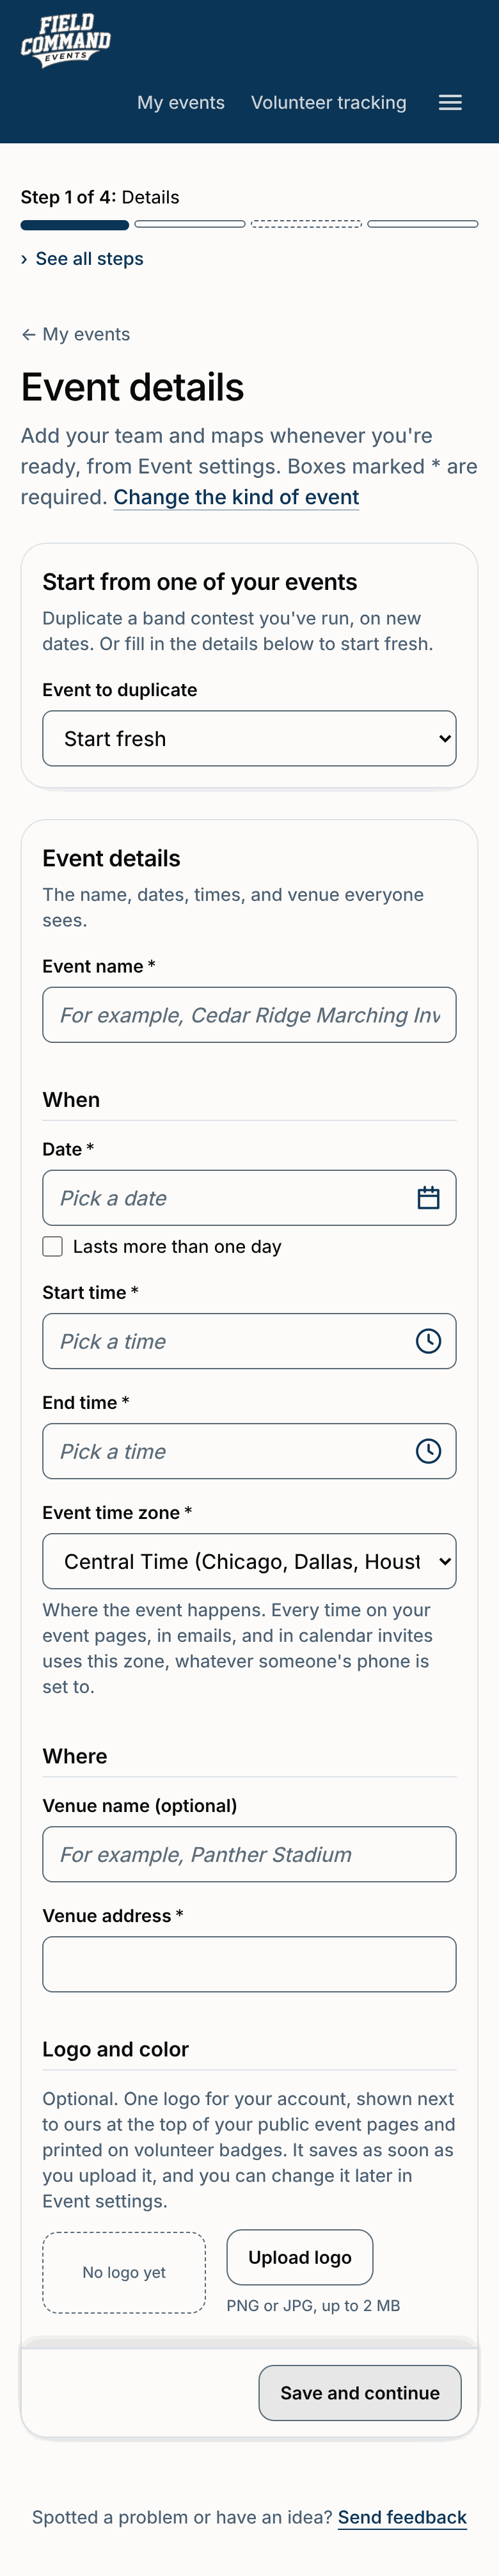 FIELD
COMMAND
EVENTS
My events Volunteer tracking
Step 1 of 4: Details
› See all steps
← My events
Event details
Add your team and maps whenever you're
ready, from Event settings. Boxes marked * are
required. Change the kind of event
Start from one of your events
Duplicate a band contest you've run, on new
dates. Or fill in the details below to start fresh.
Event to duplicate
Start fresh
Event details
The name, dates, times, and venue everyone
sees.
Event name *
For example, Cedar Ridge Marching Inv
When
Date *
Pick a date
Lasts more than one day
Start time *
Pick a time
End time *
Pick a time
Event time zone *
Central Time (Chicago, Dallas, Houst
Where the event happens. Every time on your
event pages, in emails, and in calendar invites
uses this zone, whatever someone's phone is
set to.
Where
Venue name (optional)
For example, Panther Stadium
Venue address *
Logo and color
Optional. One logo for your account, shown next
to ours at the top of your public event pages and
printed on volunteer badges. It saves as soon as
you upload it, and you can change it later in
Event settings.
No logo yet
Upload logo
PNG or JPG, up to 2 MB
Save and continue
Spotted a problem or have an idea? Send feedback